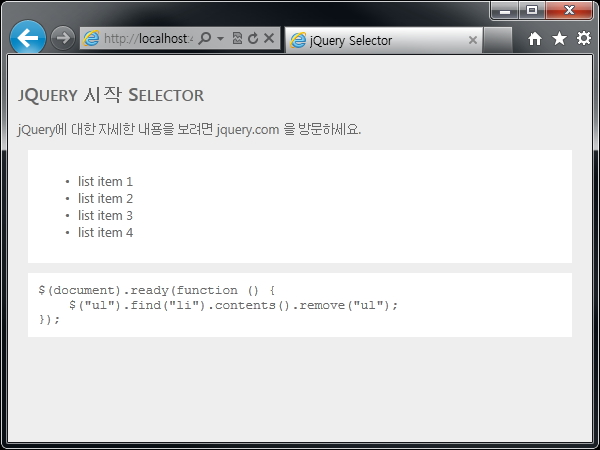 http://localhost:4
jQuery Selector
JQUERY 시작 SELECTOR
jQuery에 대한 자세한 내용을 보려면 jquery.com 을 방문하세요.
• list item 1
• list item 2
• list item 3
• list item 4
$(document).ready(function () {
    $("ul").find("li").contents().remove("ul");
});